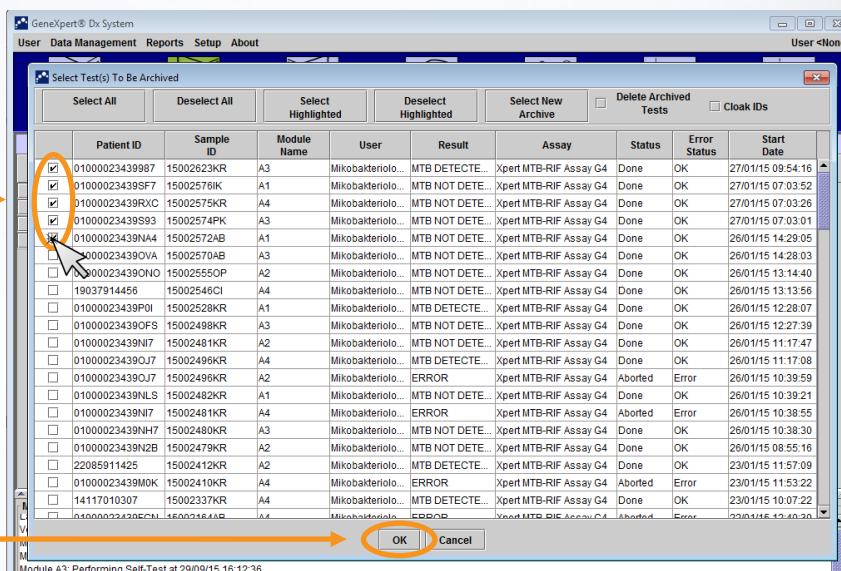 GeneXpert® Dx System
User Data Management Reports Setup About User <Non
Select Test(s) To Be Archived
Select All Deselect All Select Highlighted Deselect Highlighted Select New Archive Delete Archived Tests Cloak IDs
Patient ID Sample ID Module Name User Result Assay Status Error Status Start Date
01000023439987 15002623KR A3 Mikobakteriolo... MTB DETECTE... Xpert MTB-RIF Assay G4 Done OK 27/01/15 09:54:16
01000023439SF7 15002576IK A1 Mikobakteriolo... MTB NOT DETE... Xpert MTB-RIF Assay G4 Done OK 27/01/15 07:03:52
01000023439RXC 15002575KR A4 Mikobakteriolo... MTB NOT DETE... Xpert MTB-RIF Assay G4 Done OK 27/01/15 07:03:26
01000023439S93 15002574PK A3 Mikobakteriolo... MTB NOT DETE... Xpert MTB-RIF Assay G4 Done OK 27/01/15 07:03:01
01000023439NA4 15002572AB A1 Mikobakteriolo... MTB NOT DETE... Xpert MTB-RIF Assay G4 Done OK 26/01/15 14:29:05
01000023439OVA 15002570AB A3 Mikobakteriolo... MTB NOT DETE... Xpert MTB-RIF Assay G4 Done OK 26/01/15 14:28:03
01000023439ONO 15002555OP A2 Mikobakteriolo... MTB NOT DETE... Xpert MTB-RIF Assay G4 Done OK 26/01/15 13:14:40
19037914456 15002546CI A4 Mikobakteriolo... MTB NOT DETE... Xpert MTB-RIF Assay G4 Done OK 26/01/15 13:13:56
01000023439P0I 15002528KR A1 Mikobakteriolo... MTB DETECTE... Xpert MTB-RIF Assay G4 Done OK 26/01/15 12:28:07
01000023439OFS 15002498KR A3 Mikobakteriolo... MTB NOT DETE... Xpert MTB-RIF Assay G4 Done OK 26/01/15 12:27:39
01000023439NI7 15002481KR A2 Mikobakteriolo... MTB NOT DETE... Xpert MTB-RIF Assay G4 Done OK 26/01/15 11:17:47
01000023439OJ7 15002496KR A4 Mikobakteriolo... MTB DETECTE... Xpert MTB-RIF Assay G4 Done OK 26/01/15 11:17:08
01000023439OJ7 15002496KR A2 Mikobakteriolo... ERROR Xpert MTB-RIF Assay G4 Aborted Error 26/01/15 10:39:59
01000023439NLS 15002482KR A1 Mikobakteriolo... MTB NOT DETE... Xpert MTB-RIF Assay G4 Done OK 26/01/15 10:39:21
01000023439NI7 15002481KR A4 Mikobakteriolo... ERROR Xpert MTB-RIF Assay G4 Aborted Error 26/01/15 10:38:55
01000023439NH7 15002480KR A3 Mikobakteriolo... MTB NOT DETE... Xpert MTB-RIF Assay G4 Done OK 26/01/15 10:38:30
01000023439N2B 15002479KR A2 Mikobakteriolo... MTB NOT DETE... Xpert MTB-RIF Assay G4 Done OK 26/01/15 08:55:16
22085911425 15002412KR A2 Mikobakteriolo... MTB DETECTE... Xpert MTB-RIF Assay G4 Done OK 23/01/15 11:57:09
01000023439M0K 15002410KR A4 Mikobakteriolo... ERROR Xpert MTB-RIF Assay G4 Aborted Error 23/01/15 11:53:22
14117010307 15002337KR A4 Mikobakteriolo... MTB DETECTE... Xpert MTB-RIF Assay G4 Done OK 23/01/15 10:07:22
OK Cancel
Module A3: Performing Self-Test at 29/09/15 16:12:36